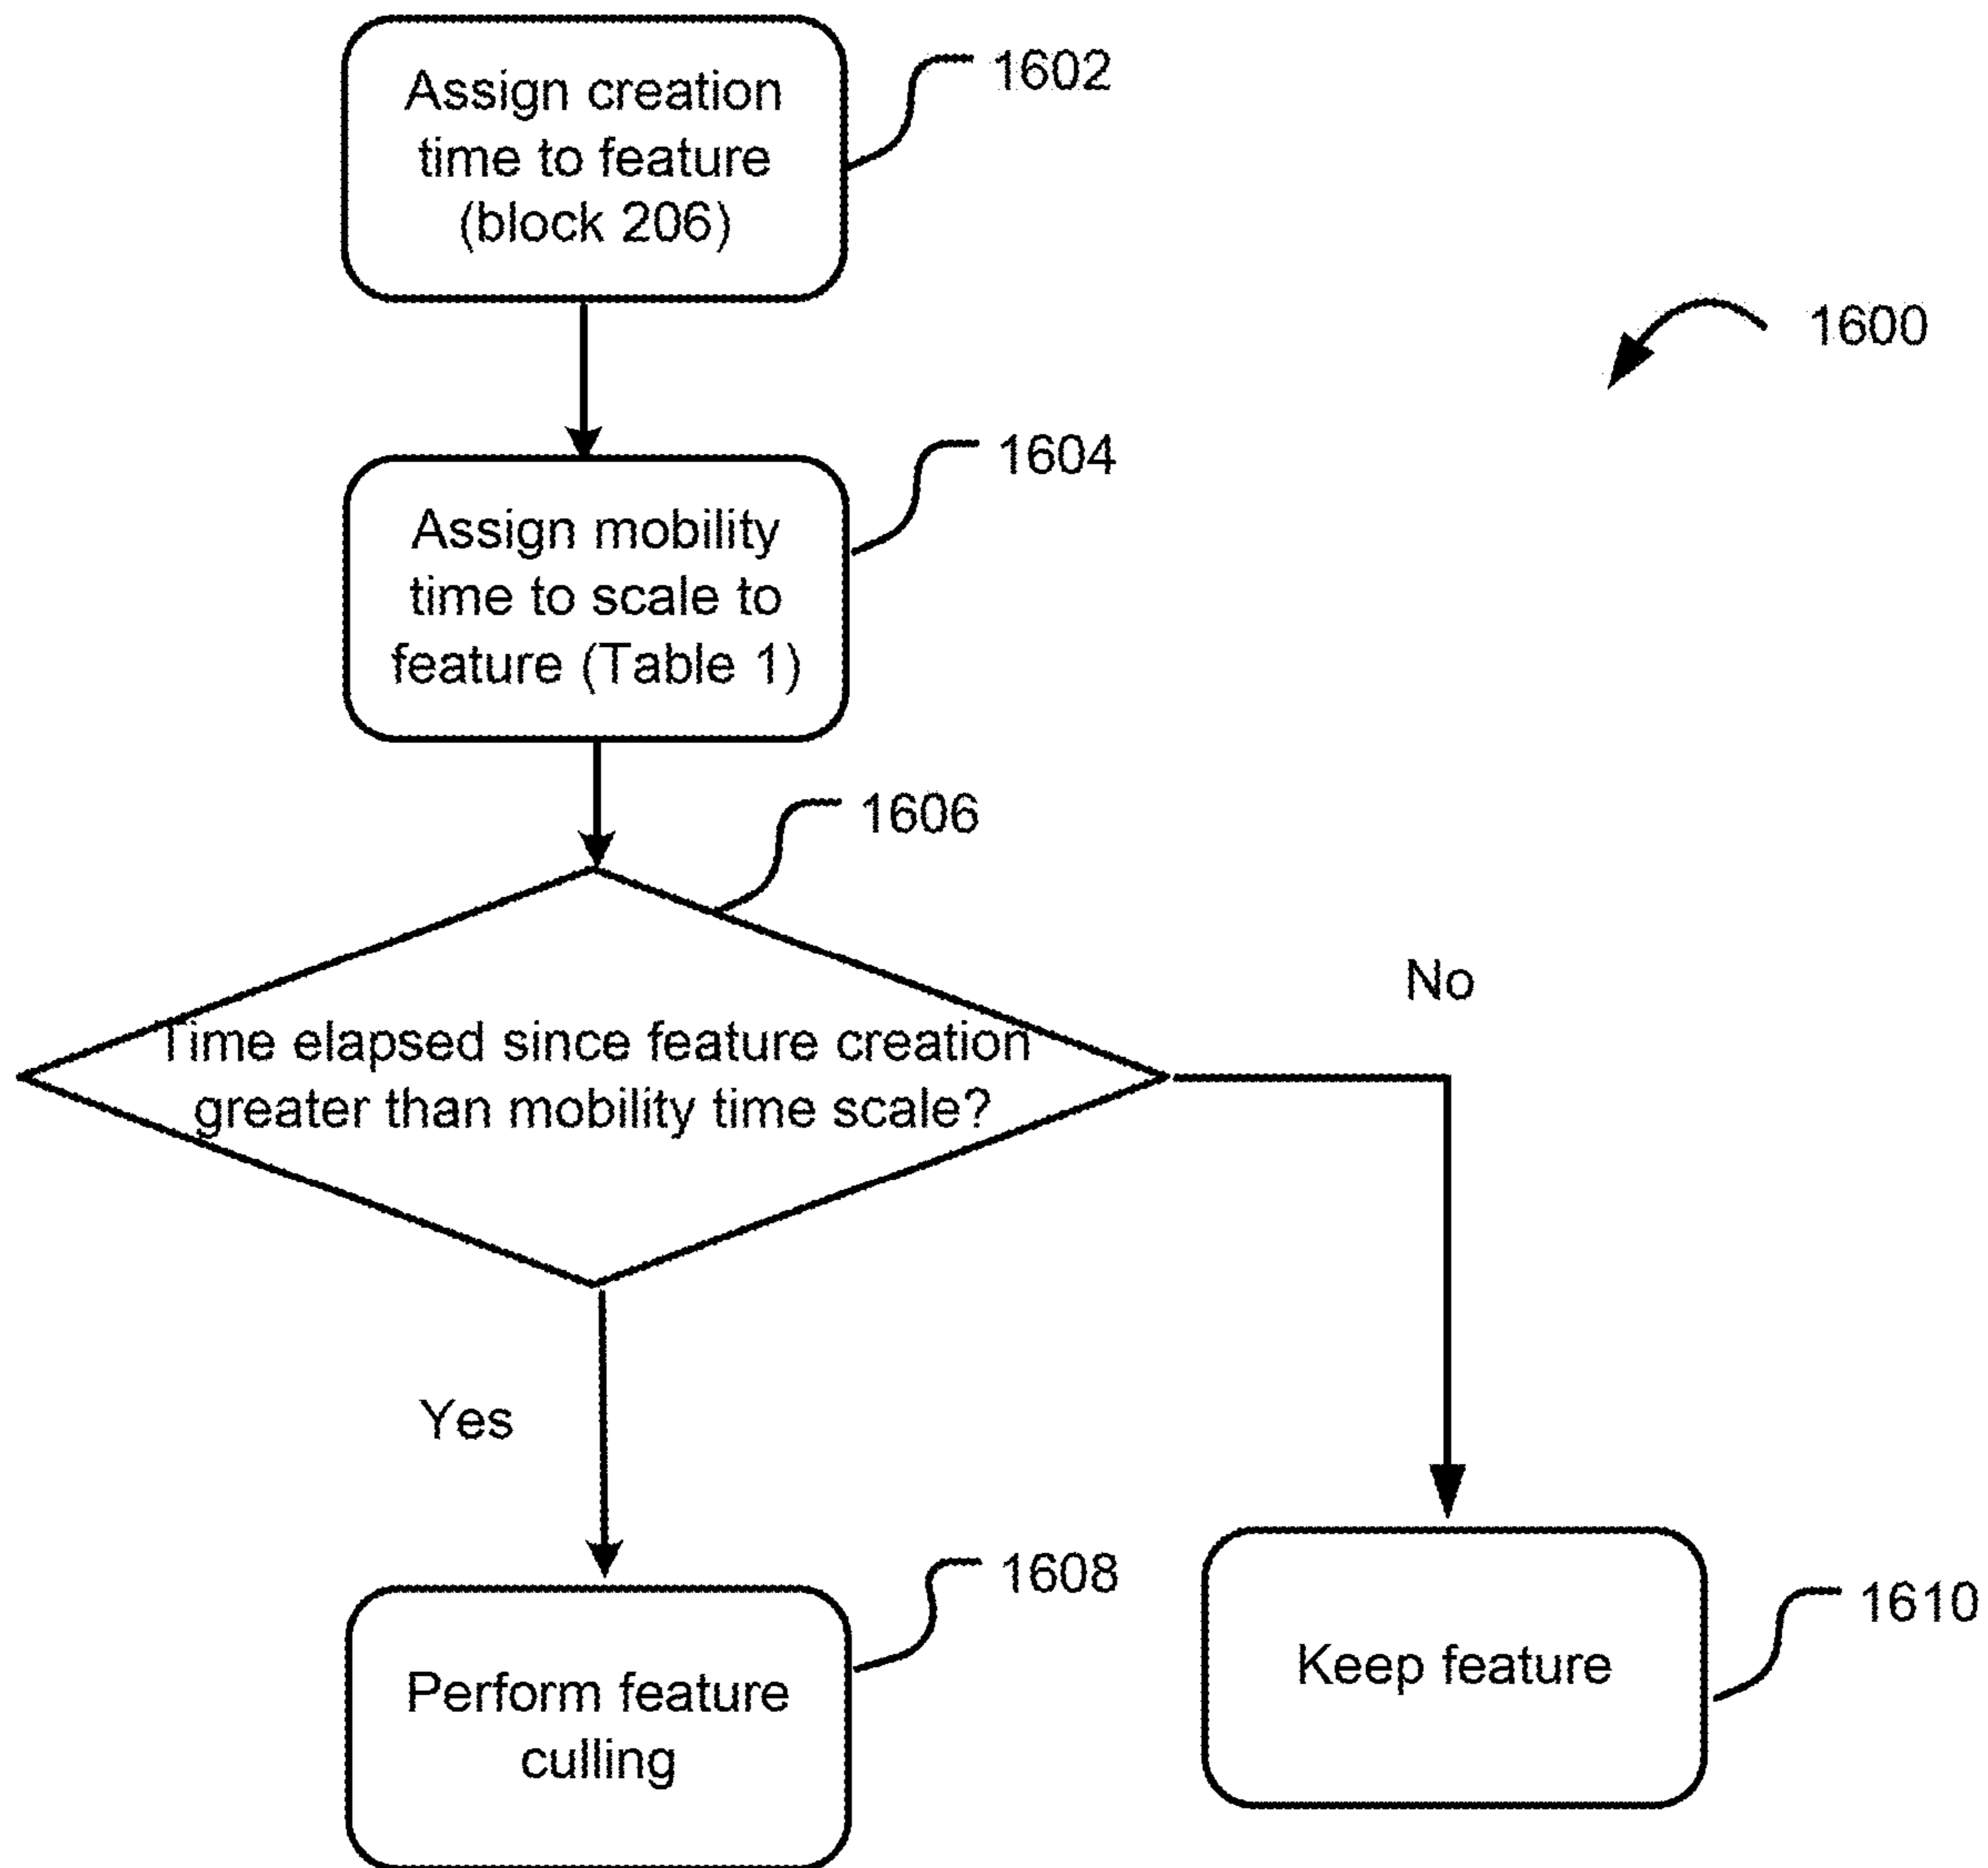 Assign creation
time to feature
(block 206)
1602
1600
Assign mobility
time to scale to
feature (Table 1)
1604
1606
Time elapsed since feature creation
greater than mobility time scale?
No
Yes
Perform feature
culling
1608
Keep feature
1610